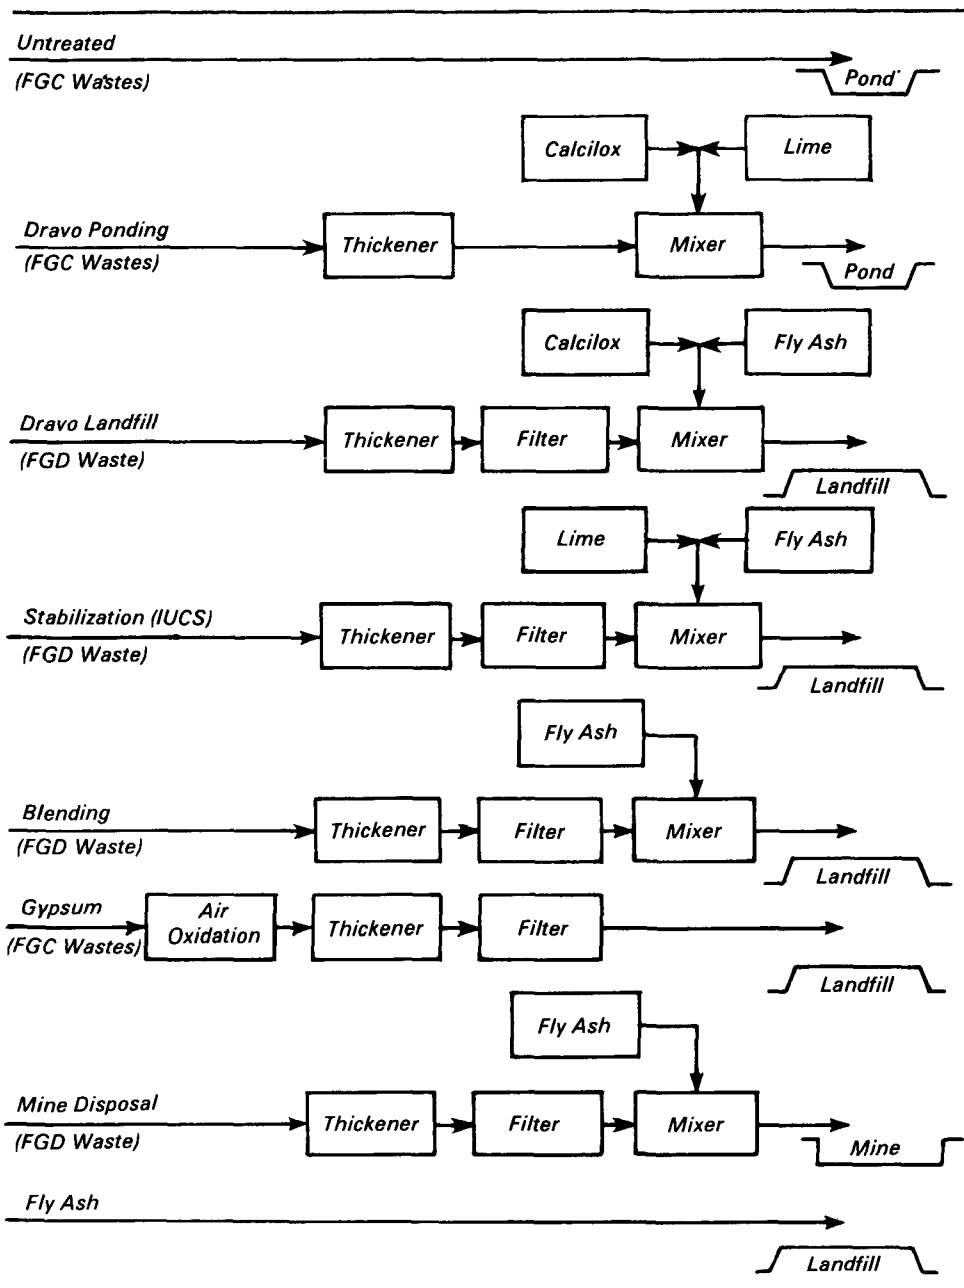 Untreated
(FGC Wastes)
Pond
Calcilox
Lime
Dravo Ponding
(FGC Wastes)
Thickener
Mixer
Pond
Calcilox
Fly Ash
Dravo Landfill
(FGD Waste)
Thickener
Filter
Mixer
Landfill
Lime
Fly Ash
Stabilization (IUCS)
(FGD Waste)
Thickener
Filter
Mixer
Landfill
Fly Ash
Blending
(FGD Waste)
Thickener
Filter
Mixer
Landfill
Gypsum
(FGC Wastes)
Air
Oxidation
Thickener
Filter
Landfill
Fly Ash
Mine Disposal
(FGD Waste)
Thickener
Filter
Mixer
Mine
Fly Ash
Landfill